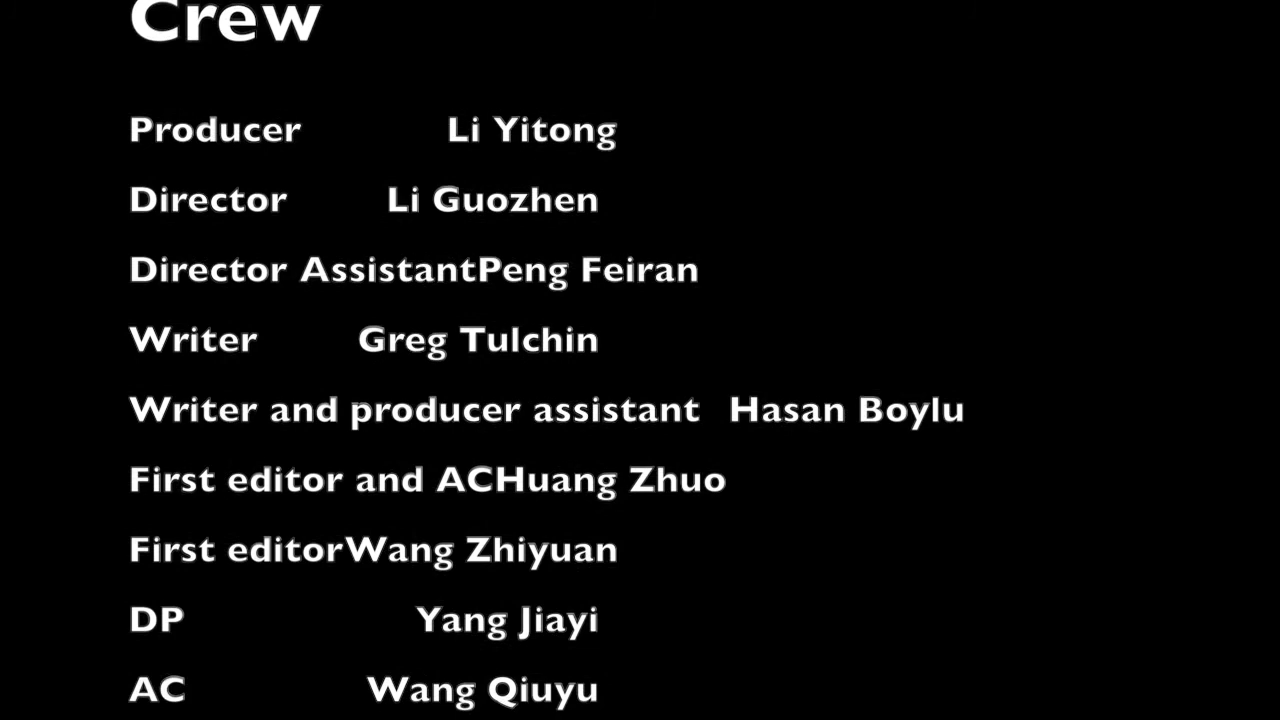 Crew
Producer Li Yitong
Director Li Guozhen
Director AssistantPeng Feiran
Writer Greg Tulchin
Writer and producer assistant Hasan Boylu
First editor and ACHuang Zhuo
First editorWang Zhiyuan
DP Yang Jiayi
AC Wang Qiuyu